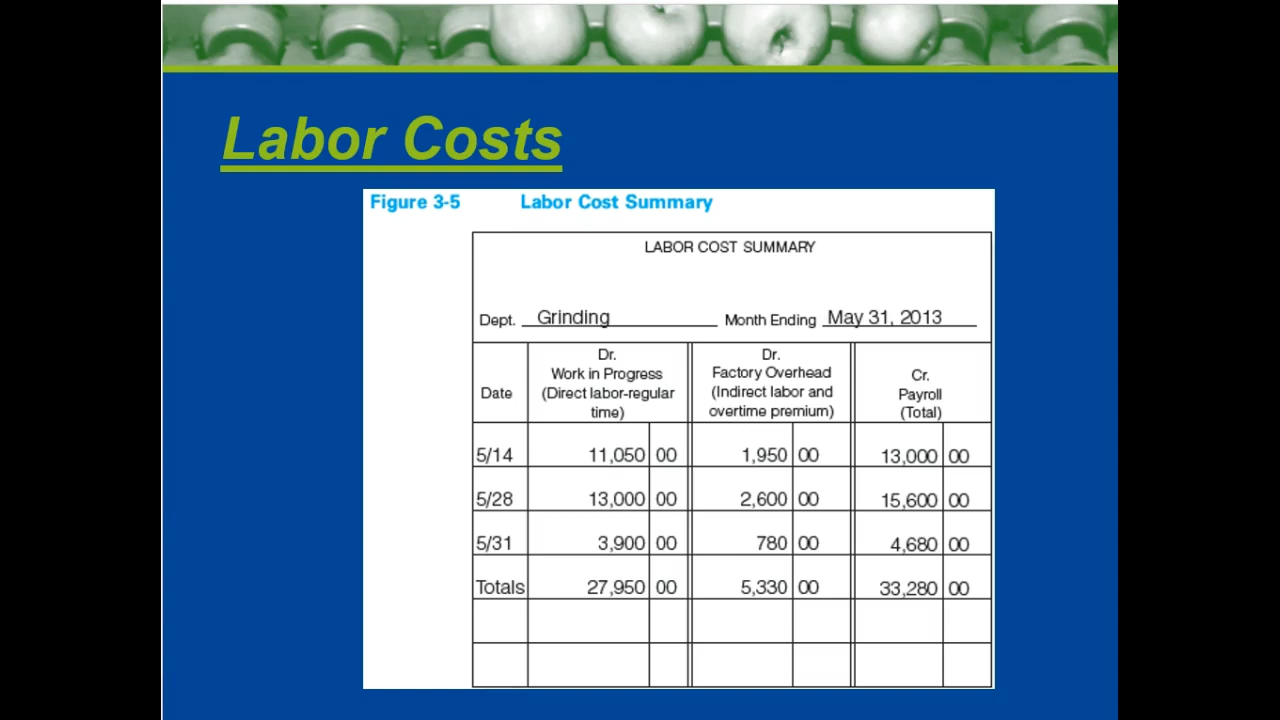 Labor Costs
Figure 3-5 Labor Cost Summary
LABOR COST SUMMARY
Dept. Grinding Month Ending May 31, 2013
Date
Dr.
Work in Progress
(Direct labor-regular
time)
Dr.
Factory Overhead
(Indirect labor and
overtime premium)
Cr.
Payroll
(Total)
5/14 11,050 00 1,950 00 13,000 00
5/28 13,000 00 2,600 00 15,600 00
5/31 3,900 00 780 00 4,680 00
Totals 27,950 00 5,330 00 33,280 00